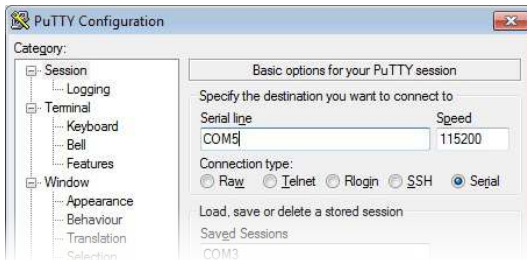 PuTTY Configuration
Category:
Session
Logging
Terminal
Keyboard
Bell
Features
Window
Appearance
Behaviour
Translation
Selection
Basic options for your PuTTY session
Specify the destination you want to connect to
Serial line Speed
COM5 115200
Connection type:
Raw Telnet Rlogin SSH Serial
Load, save or delete a stored session
Saved Sessions
COM3